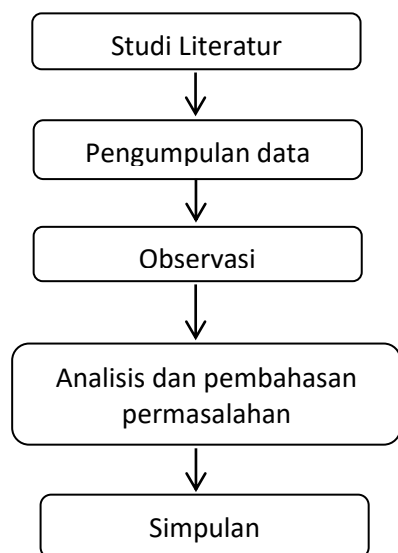 Studi Literatur
Pengumpulan data
Observasi
Analisis dan pembahasan
permasalahan
Simpulan